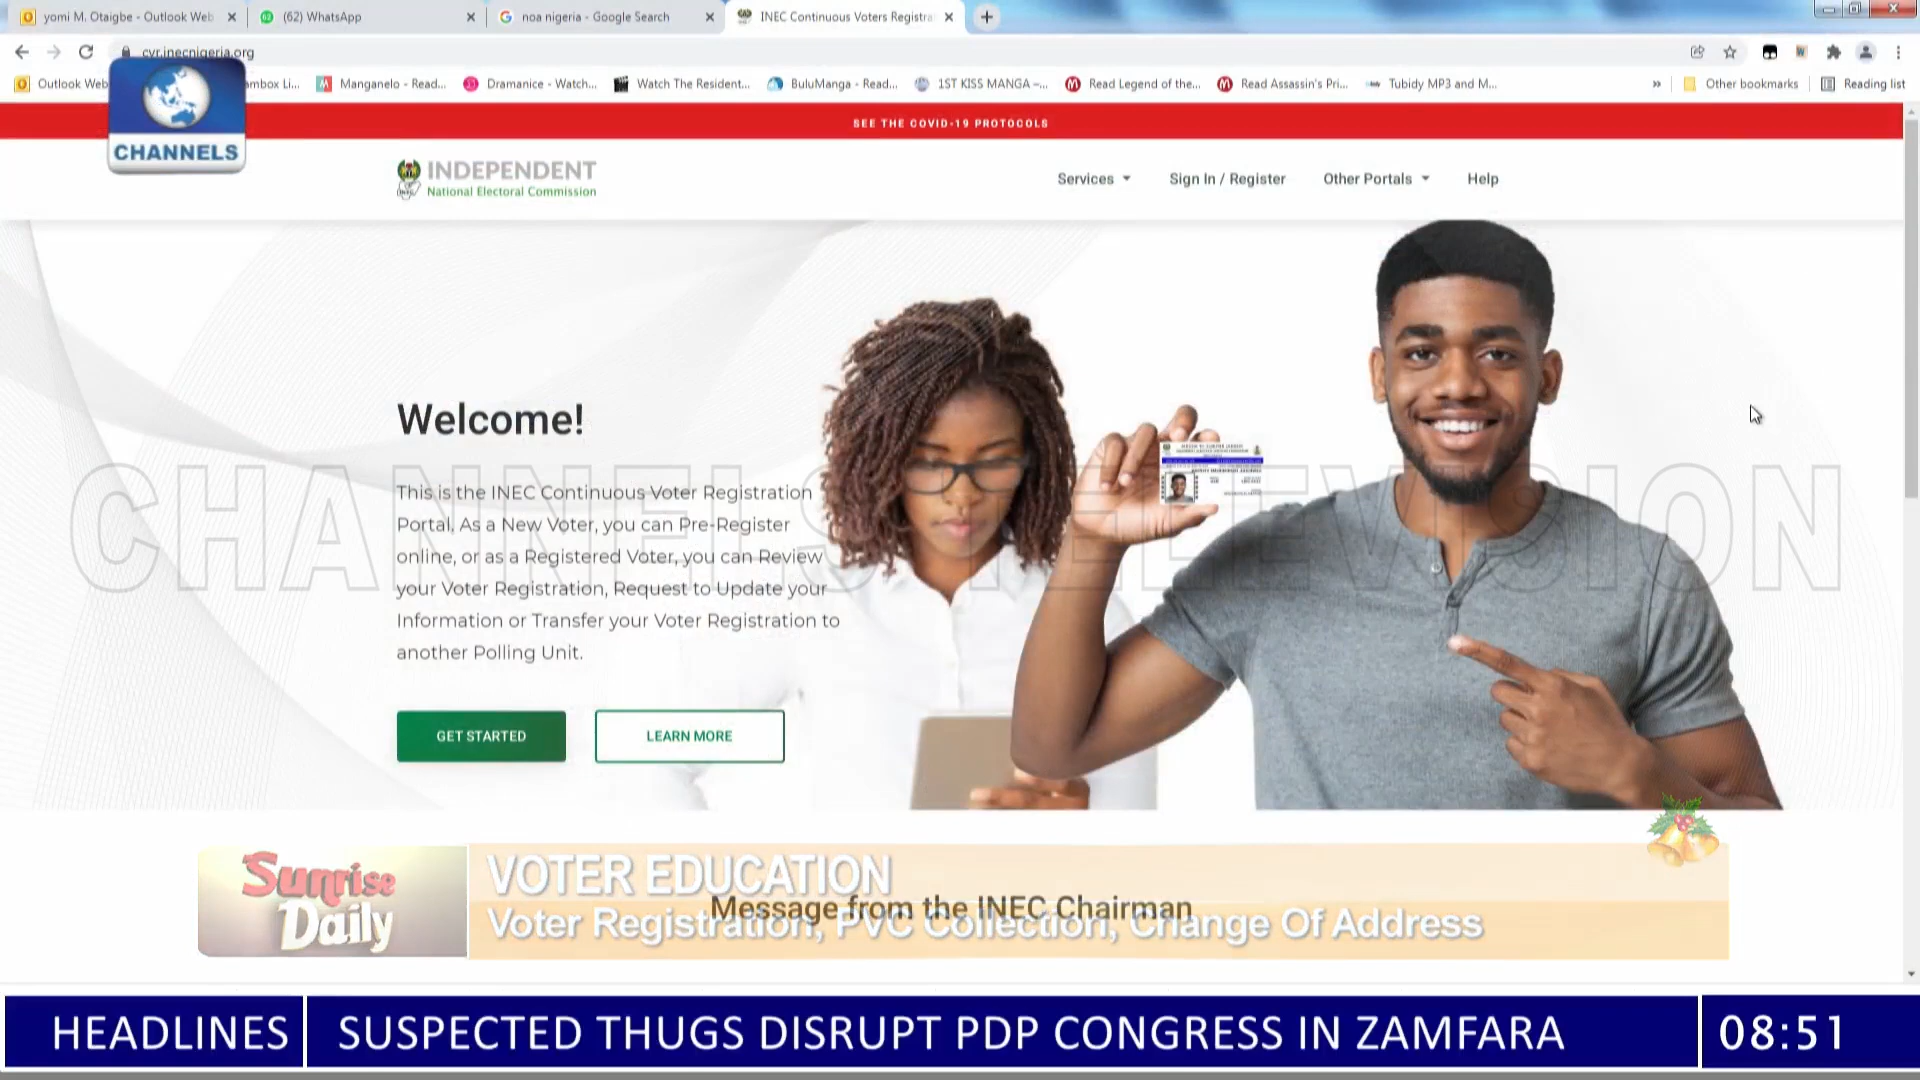 yomi M. Otaigbe - Outlook Web
(62) WhatsApp
noa nigeria - Google Search
INEC Continuous Voters Registra
cvr.inecnigeria.org
Outlook Web
ambox Li...
Manganelo - Read...
Dramanice - Watch...
Watch The Resident...
BuluManga - Read...
1ST KISS MANGA –...
Read Legend of the...
Read Assassin's Pri...
Tubidy MP3 and M...
»
Other bookmarks
Reading list
SEE THE COVID-19 PROTOCOLS
CHANNELS
INDEPENDENT
National Electoral Commission
Services
Sign In / Register
Other Portals
Help
Welcome!
This is the INEC Continuous Voter Registration
Portal, As a New Voter, you can Pre-Register
online, or as a Registered Voter, you can Review
your Voter Registration, Request to Update your
Information or Transfer your Voter Registration to
another Polling Unit.
CHANNELS TELEVISION
GET STARTED
LEARN MORE
Sunrise
Daily
VOTER EDUCATION
Message from the INEC Chairman
Voter Registration, PVC Collection, Change Of Address
HEADLINES
SUSPECTED THUGS DISRUPT PDP CONGRESS IN ZAMFARA
08:51